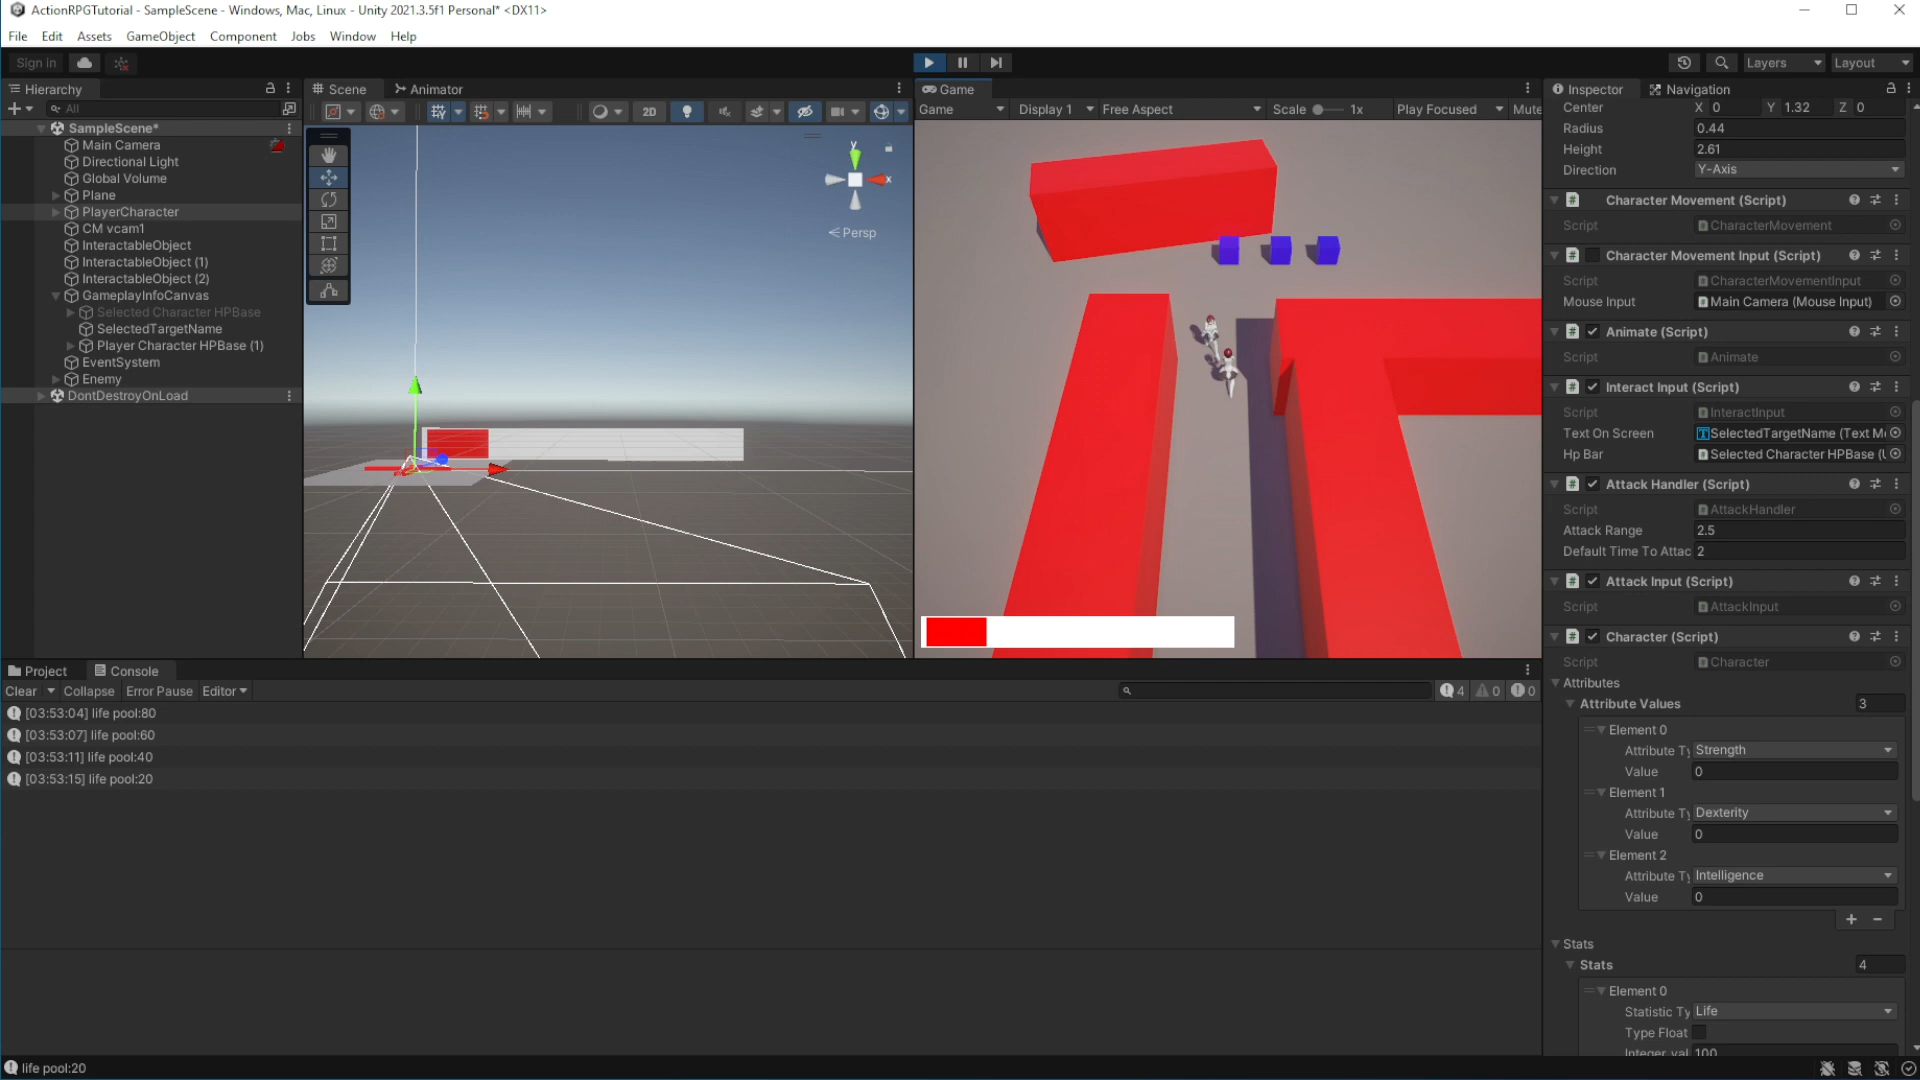 ActionRPGTutorial - SampleScene - Windows, Mac, Linux - Unity 2021.3.5f1 Personal* <DX11>
File Edit Assets GameObject Component Jobs Window Help
Sign in
Layers Layout
Hierarchy
All
SampleScene*
Main Camera
Directional Light
Global Volume
Plane
PlayerCharacter
CM vcam1
InteractableObject
InteractableObject (1)
InteractableObject (2)
GameplayInfoCanvas
Selected Character HPBase
SelectedTargetName
Player Character HPBase (1)
EventSystem
Enemy
DontDestroyOnLoad
Scene Animator
2D
y
x
Persp
Game
Game Display 1 Free Aspect Scale 1x Play Focused Mute
Inspector Navigation
Center X 0 Y 1.32 Z 0
Radius 0.44
Height 2.61
Direction Y-Axis
# Character Movement (Script)
Script CharacterMovement
# Character Movement Input (Script)
Script CharacterMovementInput
Mouse Input Main Camera (Mouse Input)
# Animate (Script)
Script Animate
# Interact Input (Script)
Script InteractInput
Text On Screen SelectedTargetName (Text M
Hp Bar Selected Character HPBase (U
# Attack Handler (Script)
Script AttackHandler
Attack Range 2.5
Default Time To Attac 2
# Attack Input (Script)
Script AttackInput
# Character (Script)
Script Character
Attributes
Attribute Values 3
Element 0
Attribute Ty Strength
Value 0
Element 1
Attribute Ty Dexterity
Value 0
Element 2
Attribute Ty Intelligence
Value 0
+ -
Stats
Stats 4
Element 0
Statistic Ty Life
Type Float
Integer val 100
Project Console
Clear Collapse Error Pause Editor
4 0 0
[03:53:04] life pool:80
[03:53:07] life pool:60
[03:53:11] life pool:40
[03:53:15] life pool:20
life pool:20